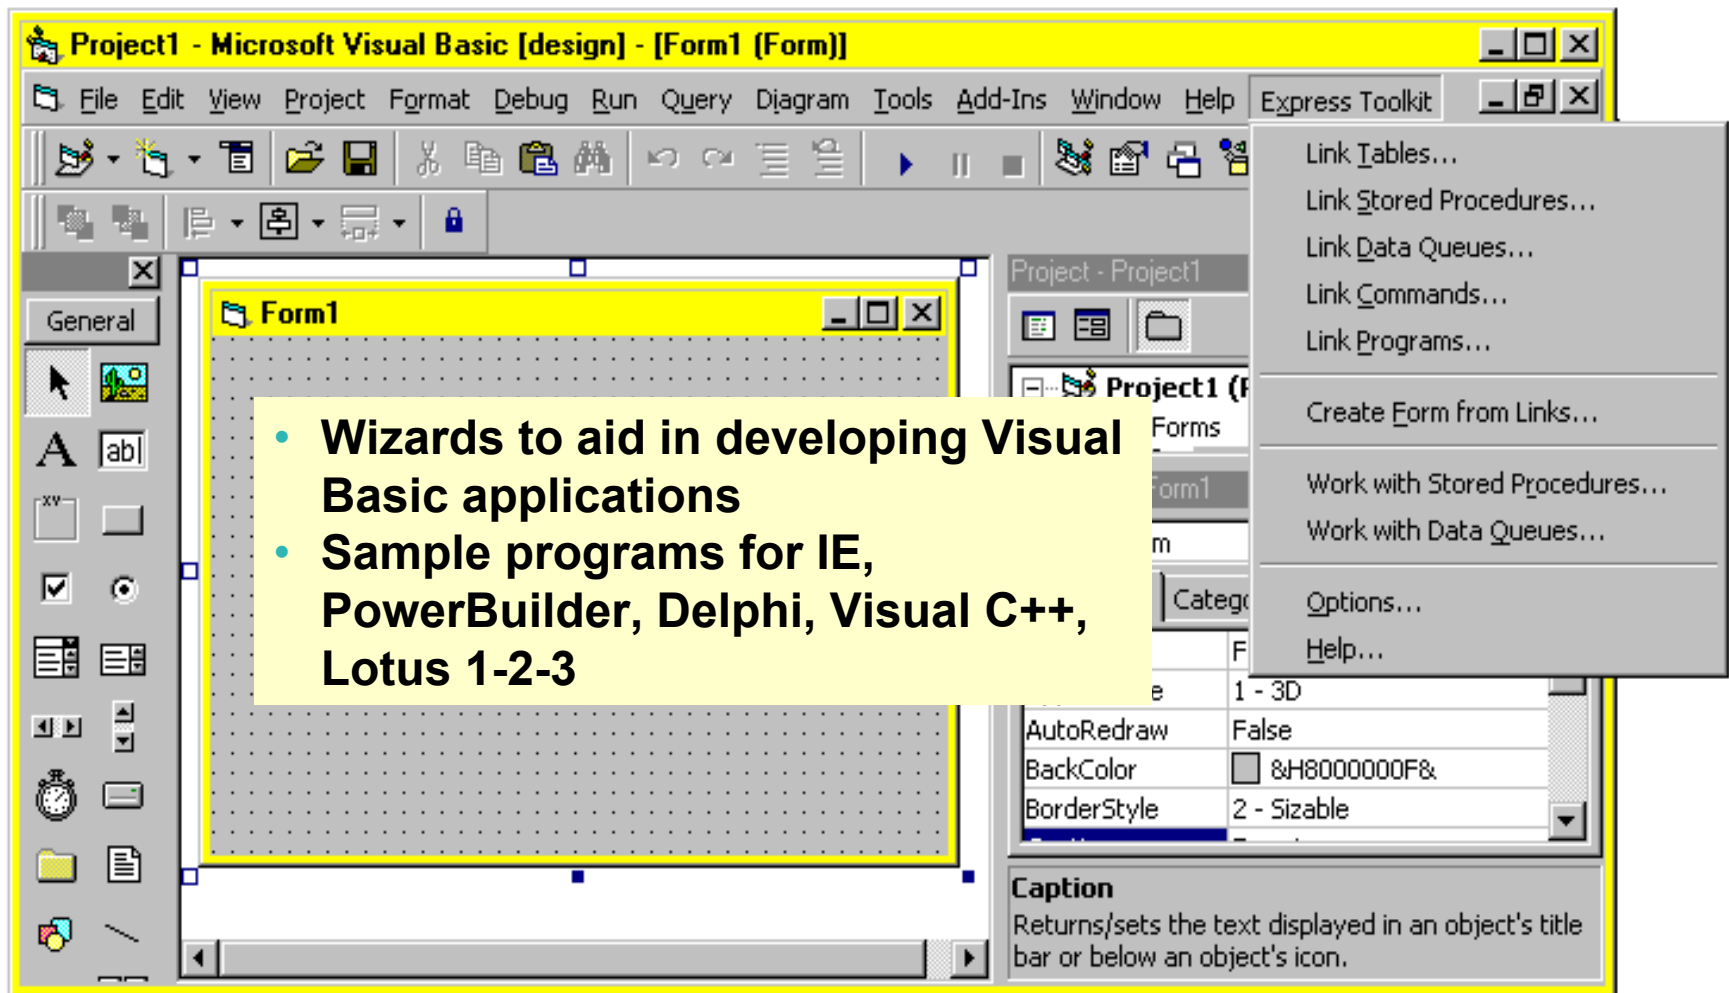 Project1 - Microsoft Visual Basic [design] - [Form1 (Form)]
File Edit View Project Format Debug Run Query Diagram Tools Add-Ins Window Help Express Toolkit
Link Tables...
Link Stored Procedures...
Link Data Queues...
Link Commands...
Link Programs...
Create Form from Links...
Work with Stored Procedures...
Work with Data Queues...
Options...
Help...
General
A
ab
XY
Form1
Project - Project1
Project1 (
Forms
Form1
• Wizards to aid in developing Visual
Basic applications
• Sample programs for IE,
PowerBuilder, Delphi, Visual C++,
Lotus 1-2-3
1 - 3D
AutoRedraw False
BackColor &H8000000F&
BorderStyle 2 - Sizable
Caption
Returns/sets the text displayed in an object's title
bar or below an object's icon.